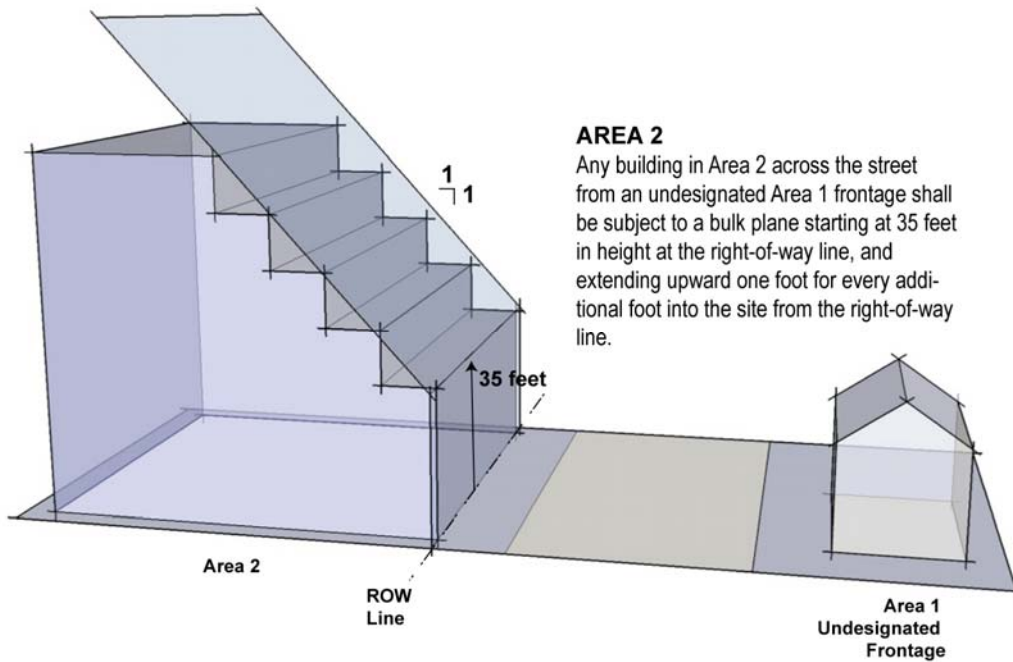 AREA 2
Any building in Area 2 across the street
from an undesignated Area 1 frontage shall
be subject to a bulk plane starting at 35 feet
in height at the right-of-way line, and
extending upward one foot for every addi-
tional foot into the site from the right-of-way
line.
1
1
35 feet
Area 2
ROW
Line
Area 1
Undesignated
Frontage